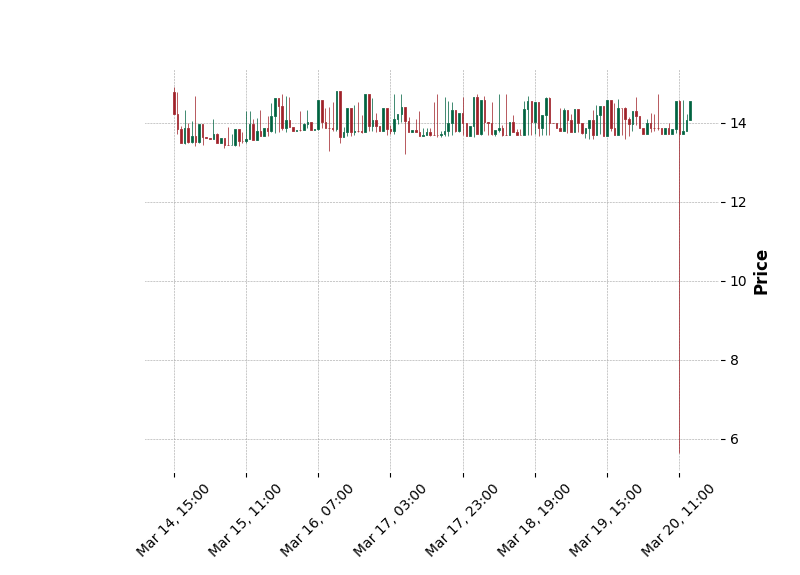 14
12
10
8
6
Price
Mar 14, 15:00
Mar 15, 11:00
Mar 16, 07:00
Mar 17, 03:00
Mar 17, 23:00
Mar 18, 19:00
Mar 19, 15:00
Mar 20, 11:00